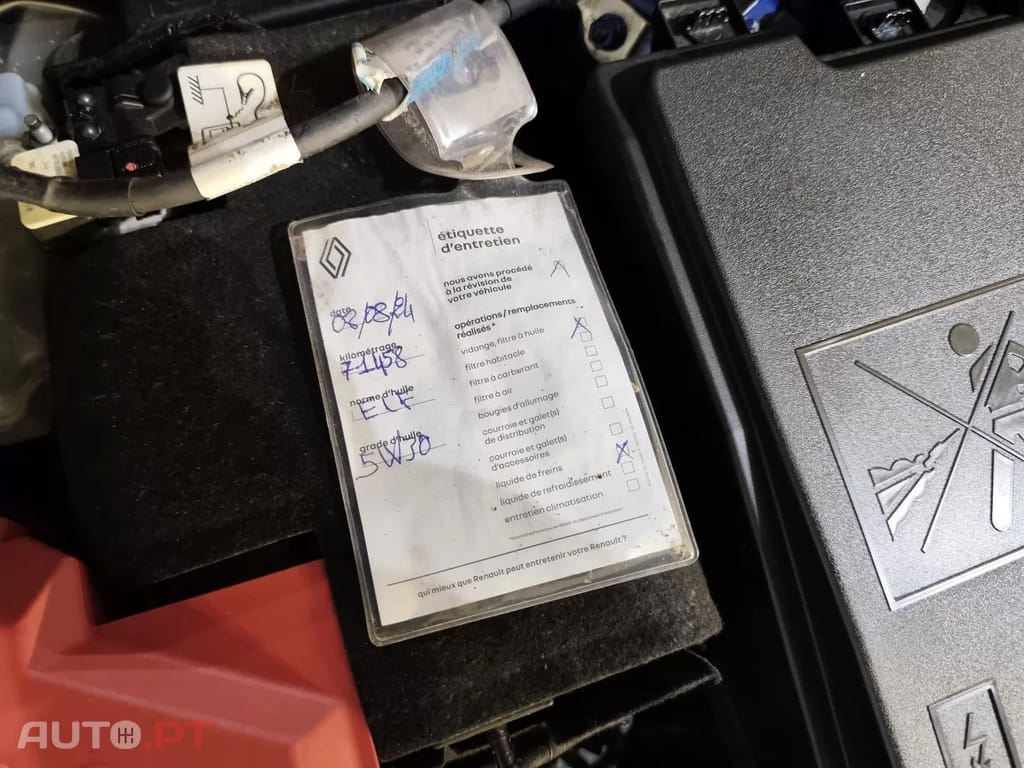 étiquette
d'entretien
nous avons procédé
à la révision de
votre véhicule
date
08/08/24
kilométrage
71458
norme d'huile
ELF
grade d'huile
5W30
opérations/remplacements
réalisés*
vidange, filtre à huile
filtre habitacle
filtre à carburant
filtre à air
bougies d'allumage
courroie et galet(s)
de distribution
courroie et galet(s)
d'accessoires
liquide de freins
liquide de refroidissement
entretien climatisation
qui mieux que Renault peut entretenir votre Renault ?
AUTO.PT